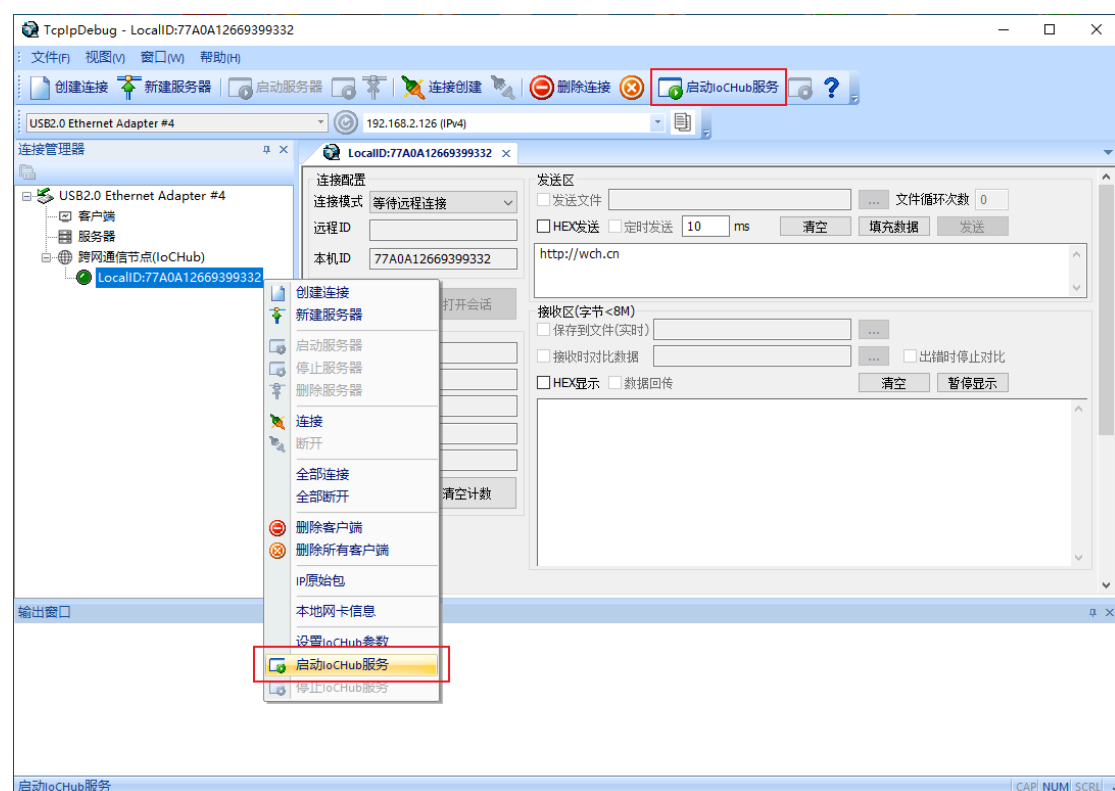 TcpIpDebug - LocalID:77A0A12669399332
文件(F) 视图(V) 窗口(W) 帮助(H)
创建连接 新建服务器 启动服务器 连接创建 删除连接 启动IoCHub服务
USB2.0 Ethernet Adapter #4 192.168.2.126 (IPv4)
连接管理器
USB2.0 Ethernet Adapter #4
客户端
服务器
跨网通信节点(IoCHub)
LocalID:77A0A12669399332
LocalID:77A0A12669399332
连接配置
连接模式 等待远程连接
远程ID
本机ID 77A0A12669399332
打开会话
清空计数
发送区
发送文件 ... 文件循环次数 0
HEX发送 定时发送 10 ms 清空 填充数据 发送
http://wch.cn
接收区(字节<8M)
保存到文件(实时) ...
接收时对比数据 ... 出错时停止对比
HEX显示 数据回传 清空 暂停显示
创建连接
新建服务器
启动服务器
停止服务器
删除服务器
连接
断开
全部连接
全部断开
删除客户端
删除所有客户端
IP原始包
本地网卡信息
设置IoCHub参数
启动IoCHub服务
停止IoCHub服务
输出窗口
启动IoCHub服务 CAP NUM SCRL